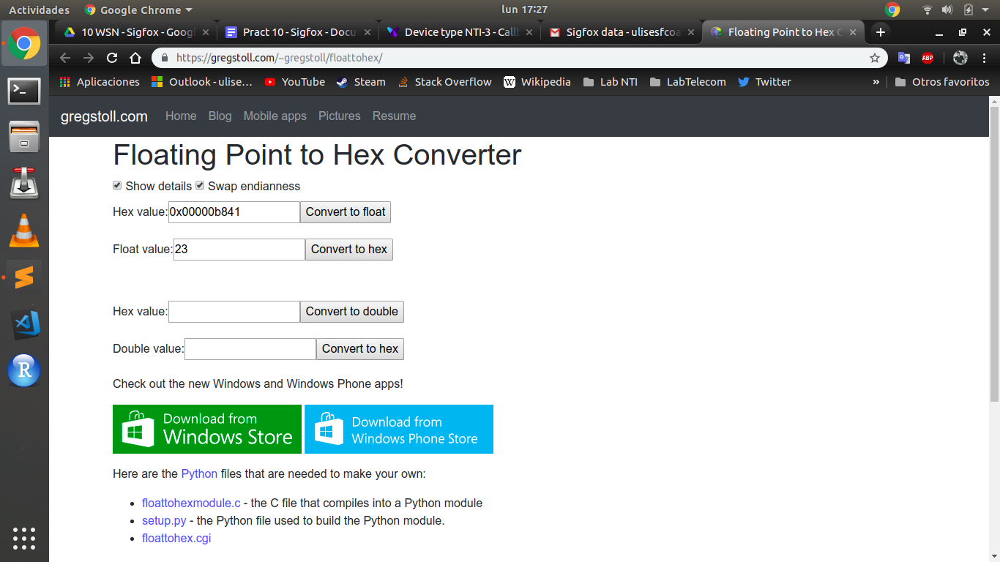 Actividades Google Chrome lun 17:27
10 WSN - Sigfox - Goog Pract 10 - Sigfox - Docu Device type NTI-3 - Callb Sigfox data - ulisesfcoa Floating Point to Hex C
https://gregstoll.com/~gregstoll/floattohex/ ABP
Aplicaciones Outlook - ulise... YouTube Steam Stack Overflow Wikipedia Lab NTI LabTelecom Twitter » Otros favoritos
gregstoll.com Home Blog Mobile apps Pictures Resume
Floating Point to Hex Converter
Show details Swap endianness
Hex value: 0x00000b841 Convert to float
Float value: 23 Convert to hex
Hex value: Convert to double
Double value: Convert to hex
Check out the new Windows and Windows Phone apps!
Download from Windows Store
Download from Windows Phone Store
Here are the Python files that are needed to make your own:
• floattohexmodule.c - the C file that compiles into a Python module
• setup.py - the Python file used to build the Python module.
• floattohex.cgi